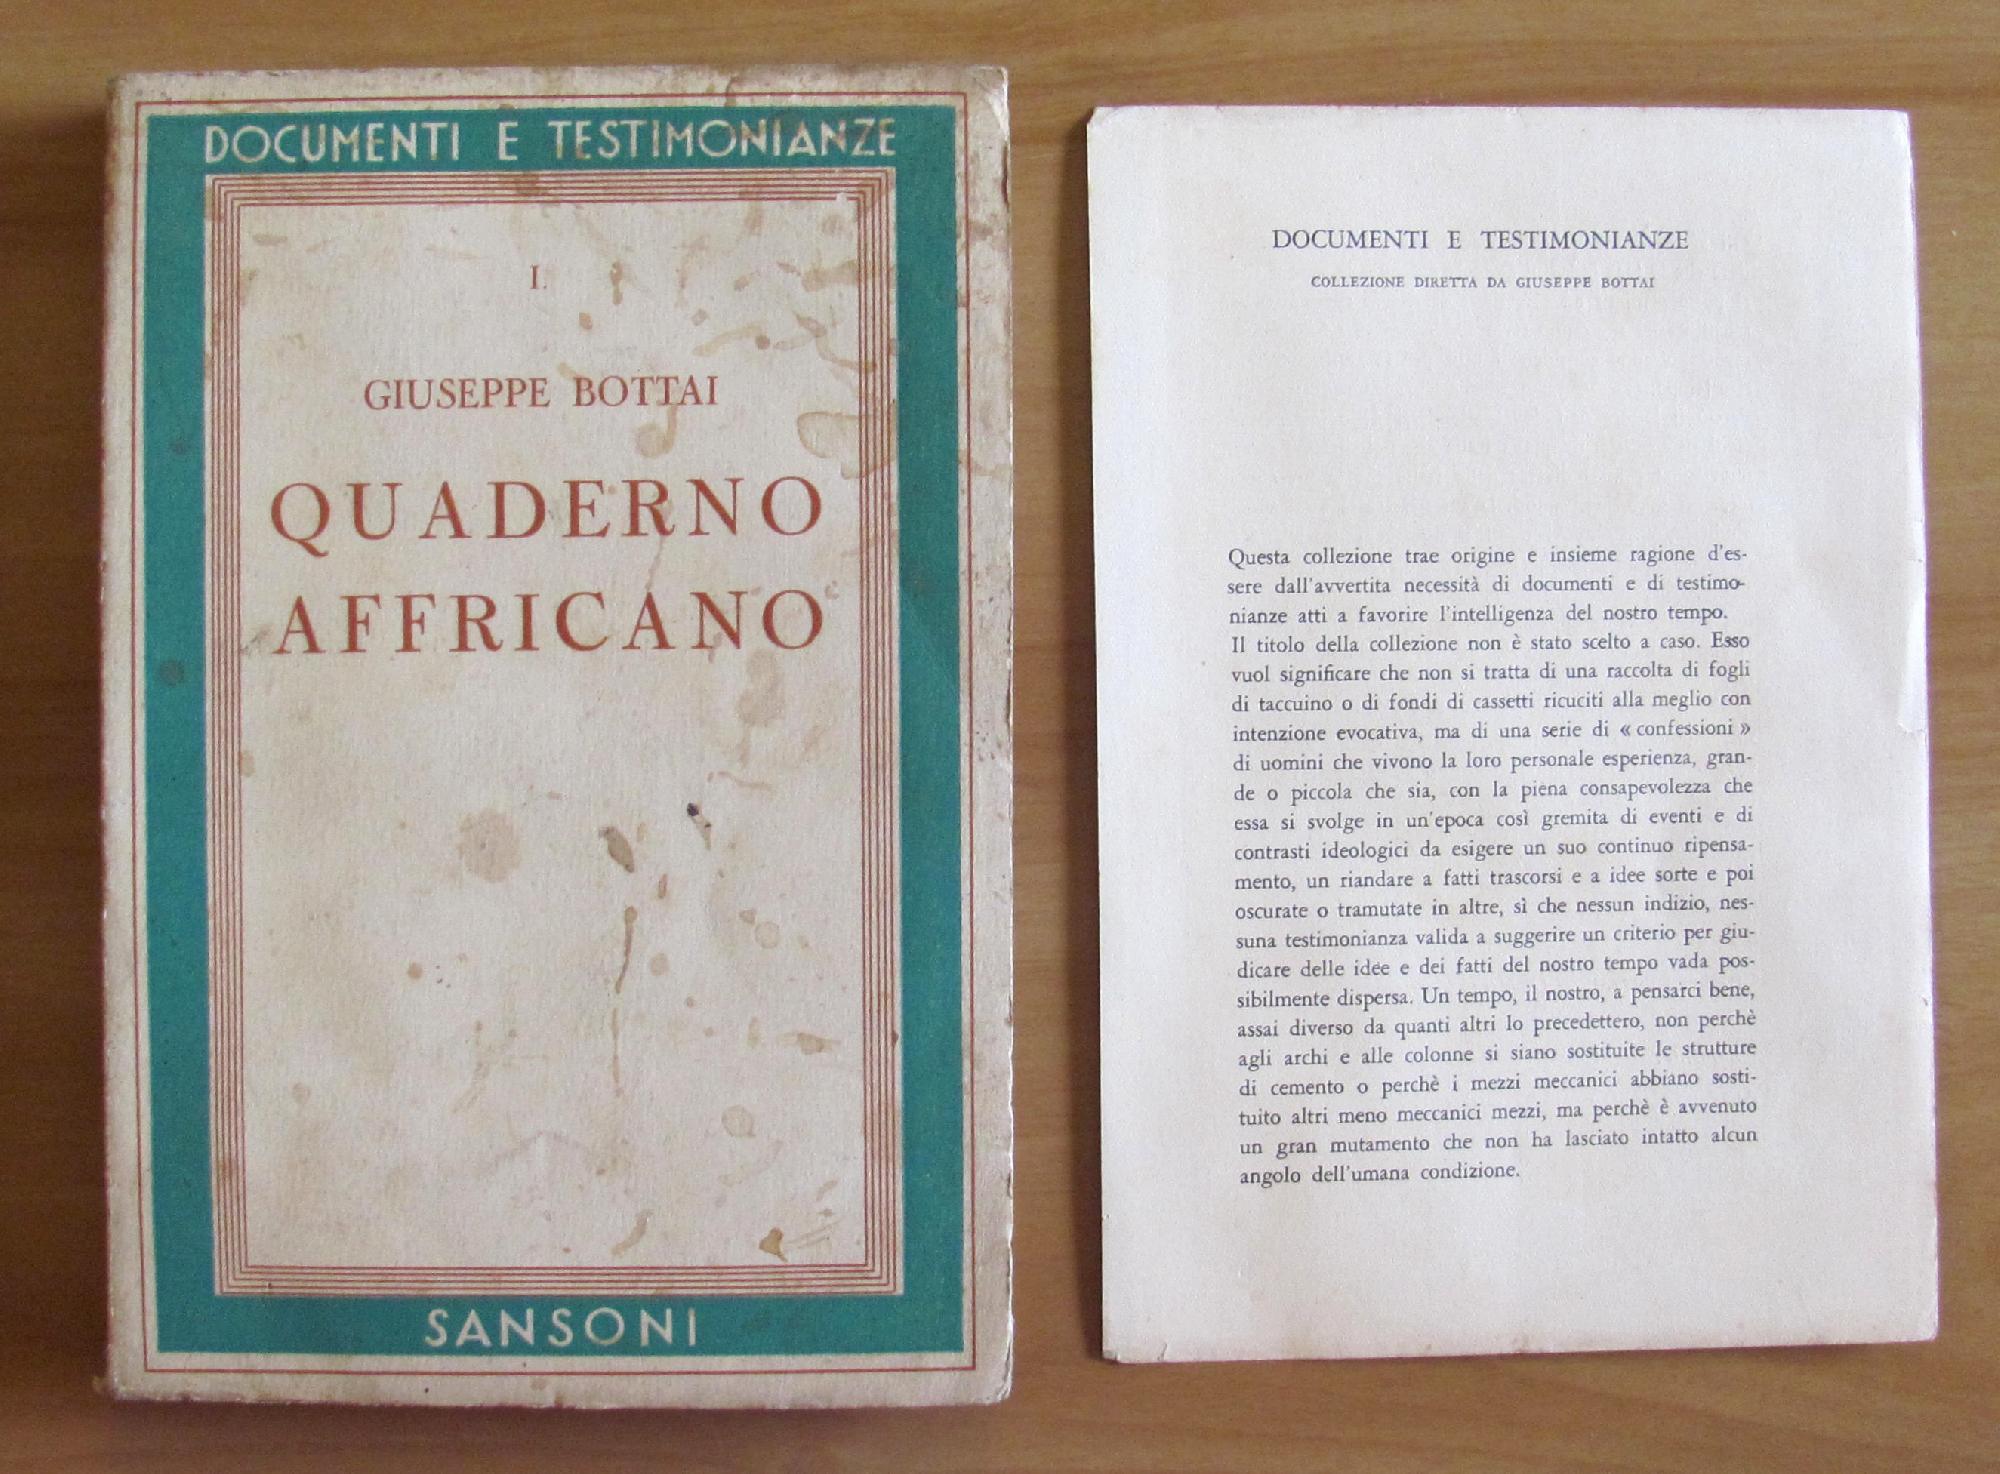 DOCUMENTI E TESTIMONIANZE
I.
GIUSEPPE BOTTAI
QUADERNO
AFFRICANO
SANSONI
DOCUMENTI E TESTIMONIANZE
COLLEZIONE DIRETTA DA GIUSEPPE BOTTAI
Questa collezione trae origine e insieme ragione d'es-
sere dall'avvertita necessità di documenti e di testimo-
nianze atti a favorire l'intelligenza del nostro tempo.
Il titolo della collezione non è stato scelto a caso. Esso
vuol significare che non si tratta di una raccolta di fogli
di taccuino o di fondi di cassetti ricuciti alla meglio con
intenzione evocativa, ma di una serie di « confessioni »
di uomini che vivono la loro personale esperienza, gran-
de o piccola che sia, con la piena consapevolezza che
essa si svolge in un'epoca così gremita di eventi e di
contrasti ideologici da esigere un suo continuo ripensa-
mento, un riandare a fatti trascorsi e a idee sorte e poi
oscurate o tramutate in altre, sì che nessun indizio, nes-
suna testimonianza valida a suggerire un criterio per giu-
dicare delle idee e dei fatti del nostro tempo vada pos-
sibilmente dispersa. Un tempo, il nostro, a pensarci bene,
assai diverso da quanti altri lo precedettero, non perchè
agli archi e alle colonne si siano sostituite le strutture
di cemento o perchè i mezzi meccanici abbiano sosti-
tuito altri meno meccanici mezzi, ma perchè è avvenuto
un gran mutamento che non ha lasciato intatto alcun
angolo dell'umana condizione.